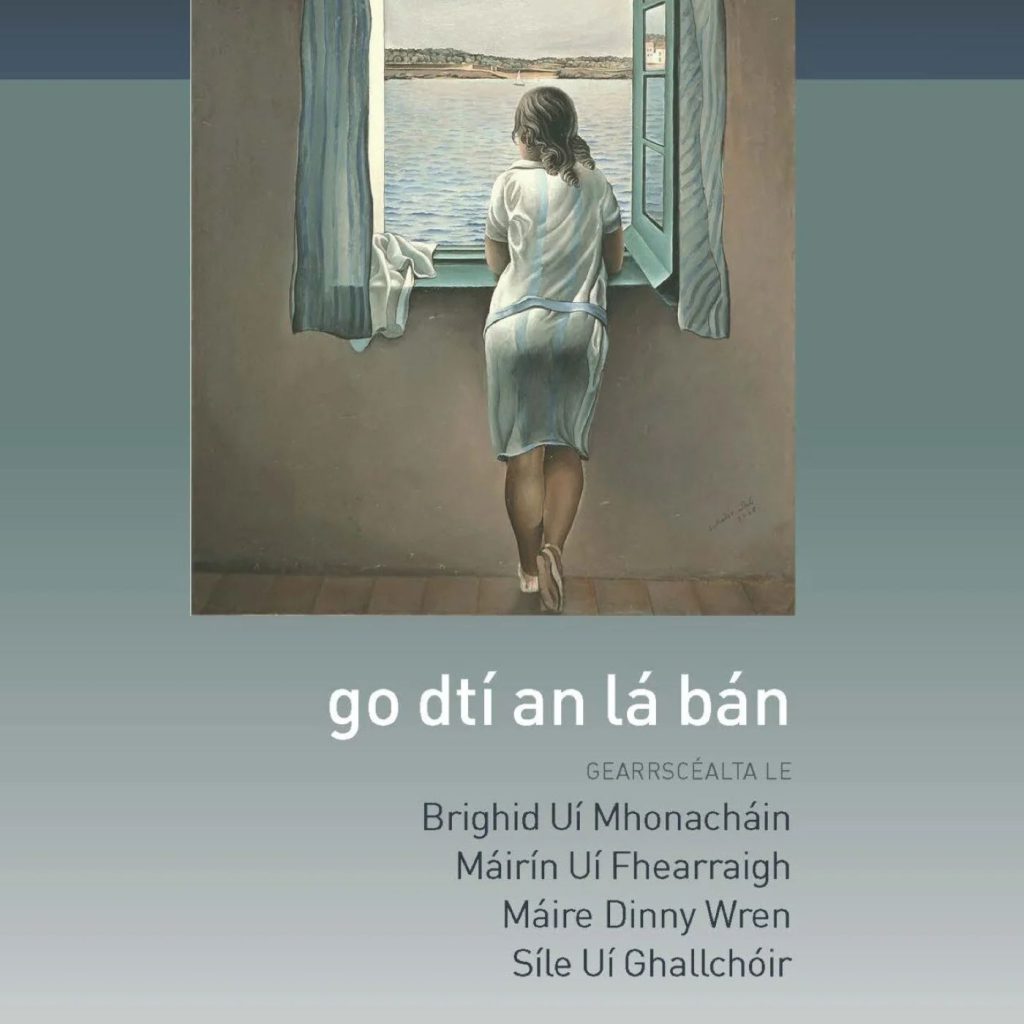 go dtí an lá bán
GEARRSCÉALTA LE
Brighid Uí Mhonacháin
Máirín Uí Fhearraigh
Máire Dinny Wren
Síle Uí Ghallchóir